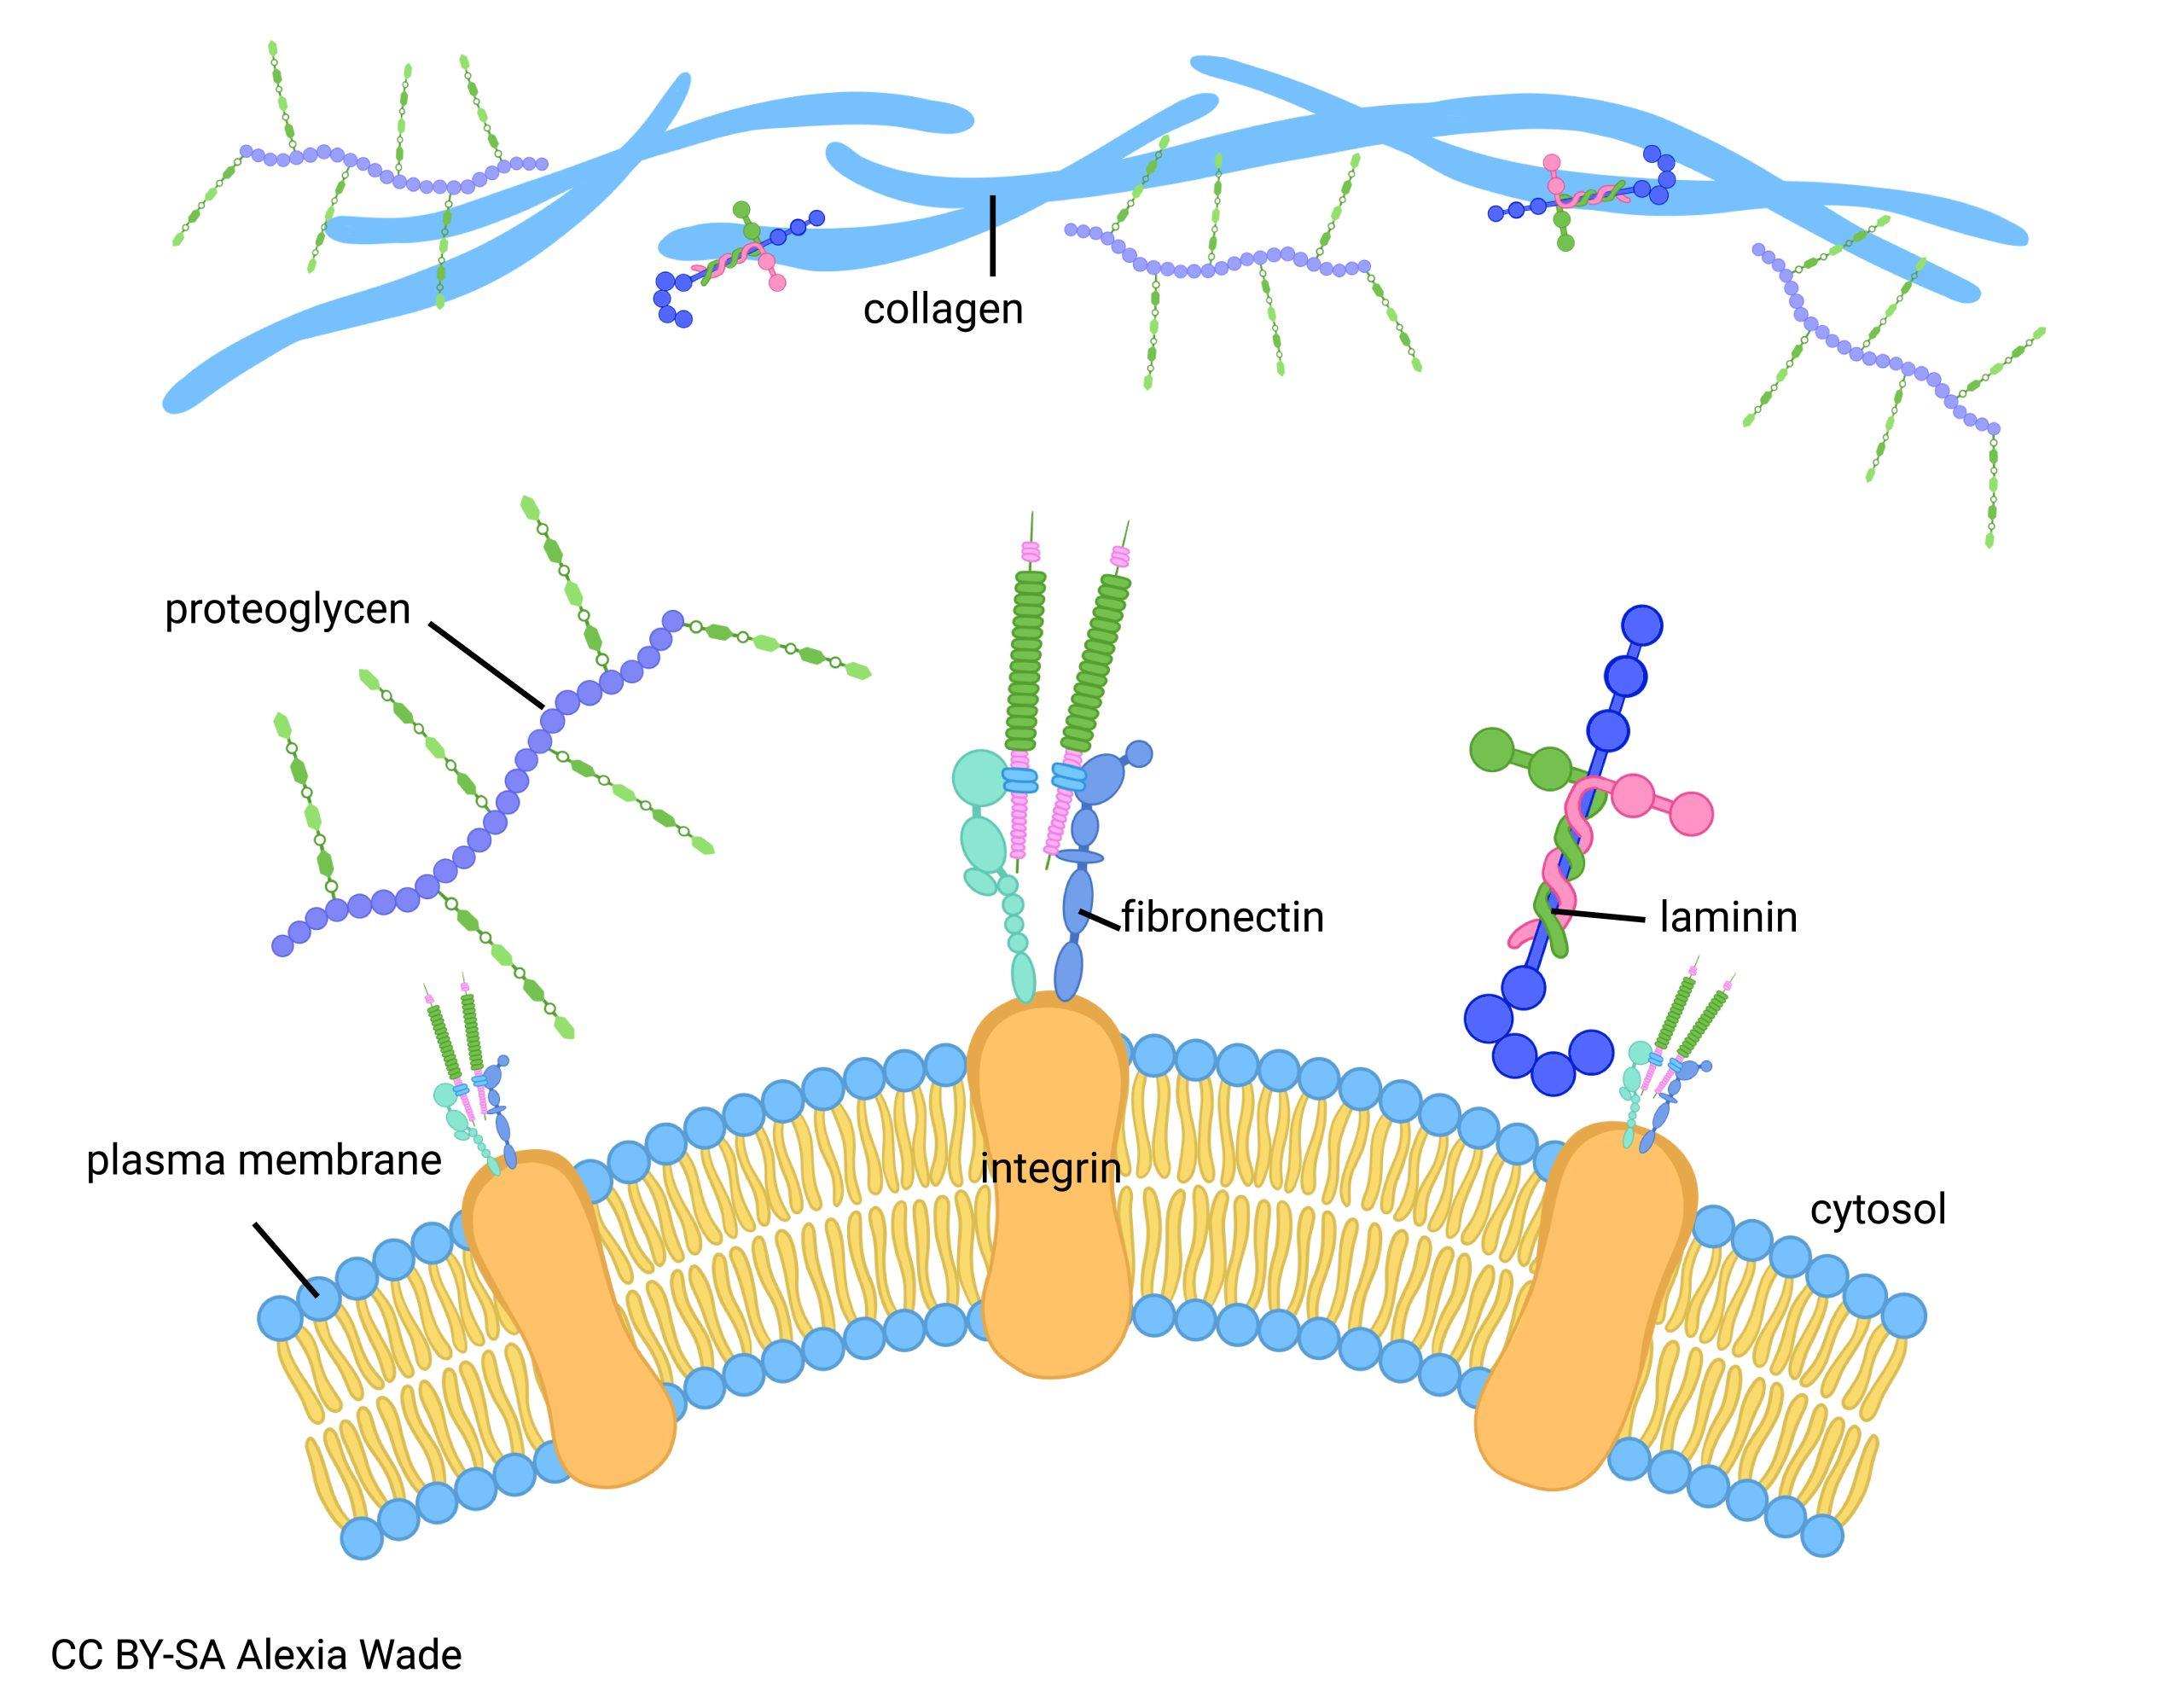 collagen
proteoglycen
fibronectin
laminin
plasma membrane
integrin
cytosol
CC BY-SA Alexia Wade